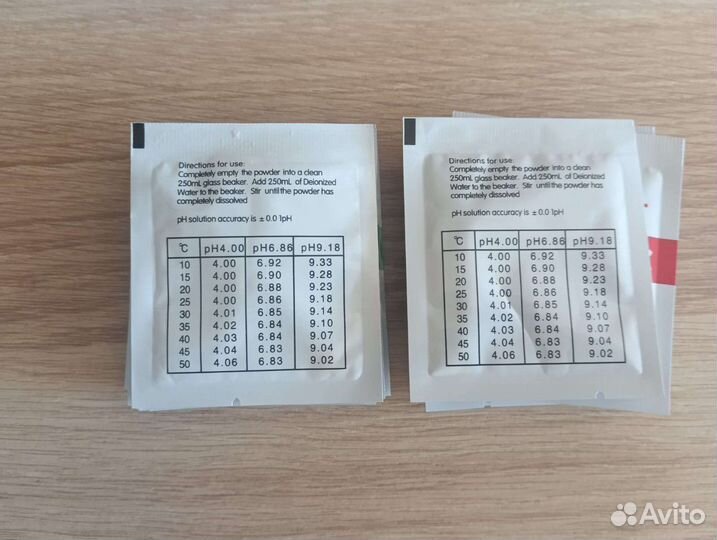 Directions for use:
Completely empty the powder into a clean
250mL glass beaker. Add 250mL of Deionized
Water to the beaker. Stir until the powder has
completely dissolved
pH solution accuracy is ± 0.01pH
℃ pH4.00 pH6.86 pH9.18
10 4.00 6.92 9.33
15 4.00 6.90 9.28
20 4.00 6.88 9.23
25 4.00 6.86 9.18
30 4.01 6.85 9.14
35 4.02 6.84 9.10
40 4.03 6.84 9.07
45 4.04 6.83 9.04
50 4.06 6.83 9.02
Directions for use:
Completely empty the powder into a clean
250mL glass beaker. Add 250mL of Deionized
Water to the beaker. Stir until the powder has
completely dissolved
pH solution accuracy is ± 0.01pH
℃ pH4.00 pH6.86 pH9.18
10 4.00 6.92 9.33
15 4.00 6.90 9.28
20 4.00 6.88 9.23
25 4.00 6.86 9.18
30 4.01 6.85 9.14
35 4.02 6.84 9.10
40 4.03 6.84 9.07
45 4.04 6.83 9.04
50 4.06 6.83 9.02
Avito